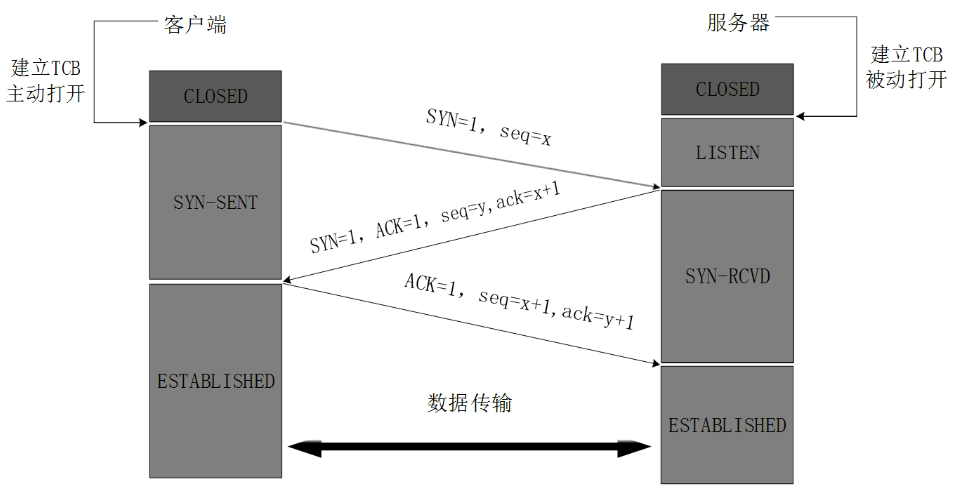 客户端
服务器
建立TCB
主动打开
建立TCB
被动打开
CLOSED
CLOSED
SYN=1, seq=x
LISTEN
SYN-SENT
SYN=1, ACK=1, seq=y,ack=x+1
SYN-RCVD
ACK=1, seq=x+1,ack=y+1
ESTABLISHED
数据传输
ESTABLISHED